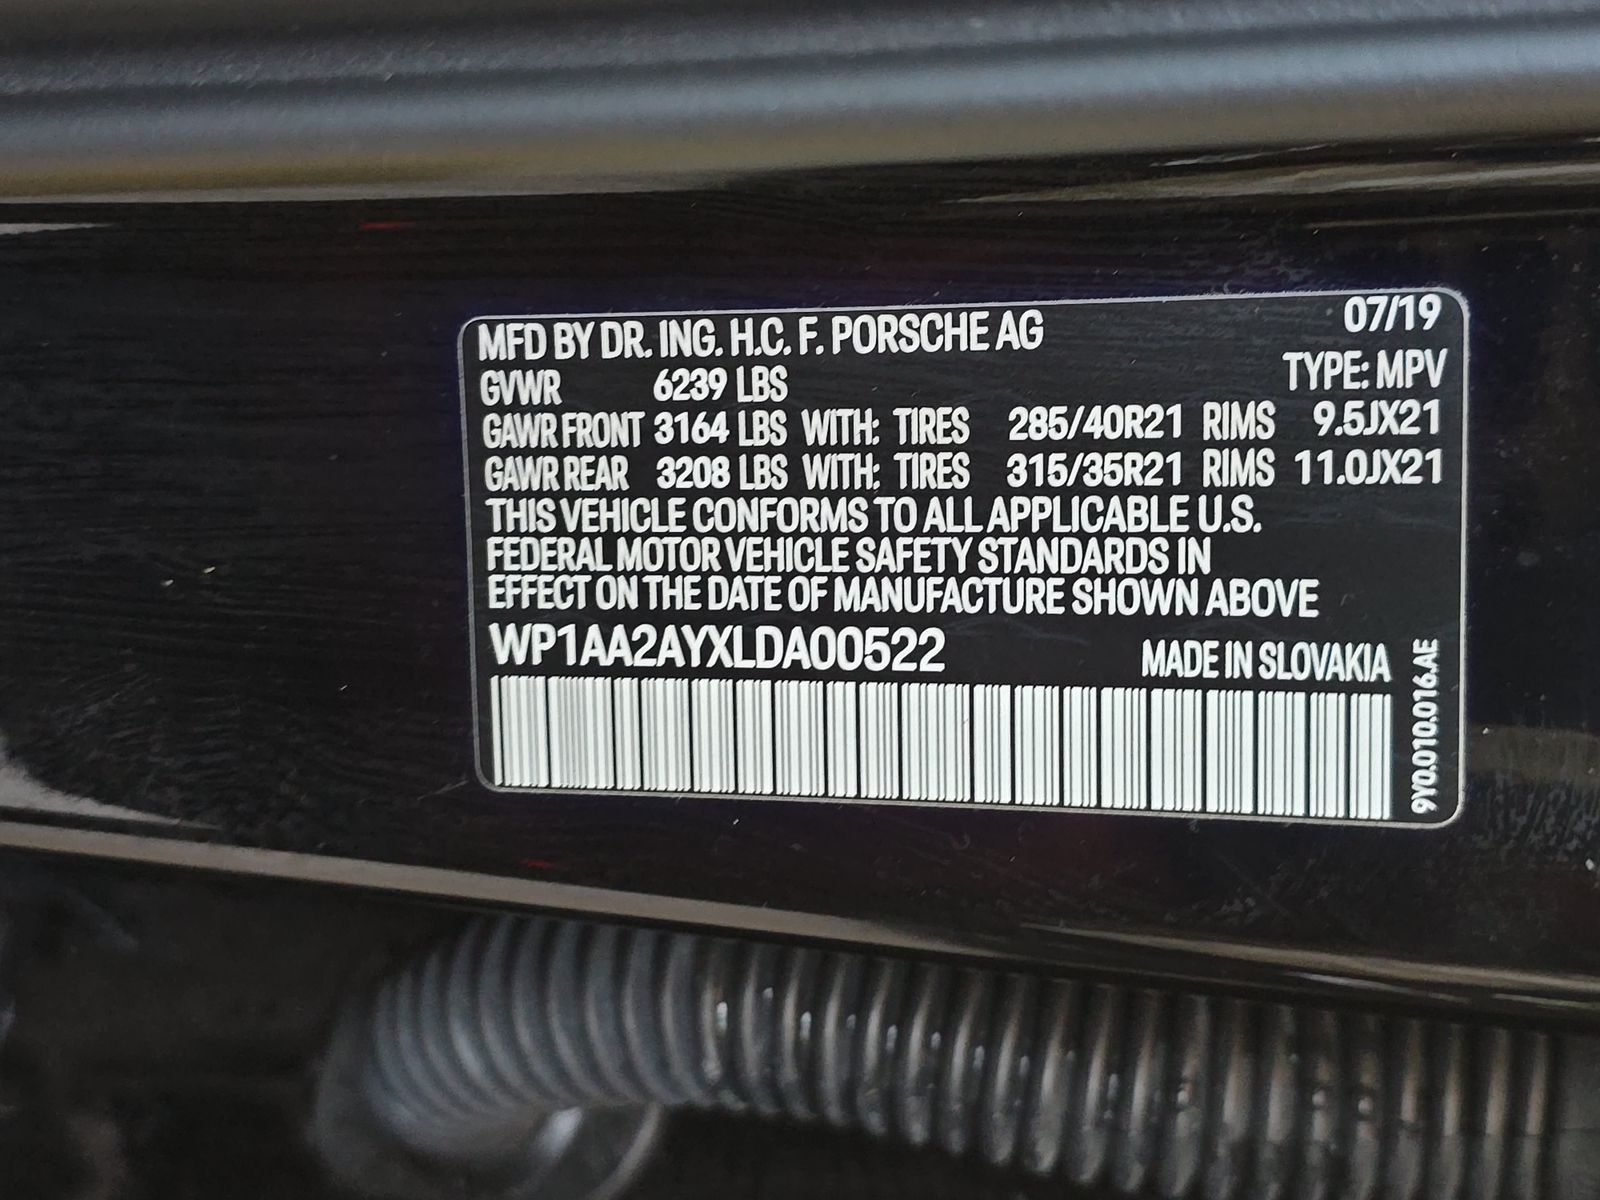 MFD BY DR. ING. H.C. F. PORSCHE AG 07/19
TYPE: MPV
GVWR 6239 LBS
GAWR FRONT 3164 LBS WITH: TIRES 285/40R21 RIMS 9.5JX21
GAWR REAR 3208 LBS WITH: TIRES 315/35R21 RIMS 11.0JX21
THIS VEHICLE CONFORMS TO ALL APPLICABLE U.S.
FEDERAL MOTOR VEHICLE SAFETY STANDARDS IN
EFFECT ON THE DATE OF MANUFACTURE SHOWN ABOVE
WP1AA2AYXLDA00522 MADE IN SLOVAKIA
9Y0.010.016.AE